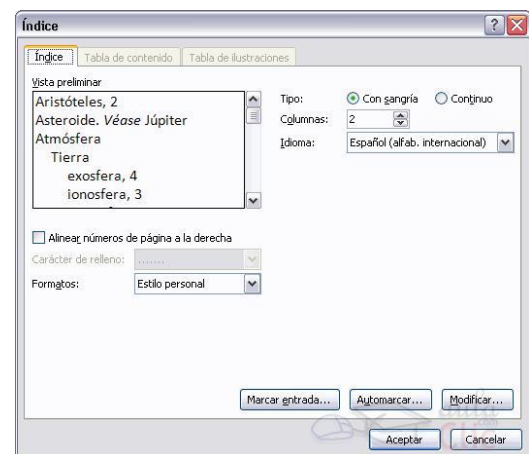 Índice
Índice Tabla de contenido Tabla de ilustraciones
Vista preliminar
Aristóteles, 2
Asteroide. Véase Júpiter
Atmósfera
Tierra
exosfera, 4
ionosfera, 3
Tipo: Con sangría Continuo
Columnas: 2
Idioma: Español (alfab. internacional)
Alinear números de página a la derecha
Carácter de relleno: .......
Formatos: Estilo personal
Marcar entrada... Automarcar... Modificar...
aula
Clic
Aceptar Cancelar